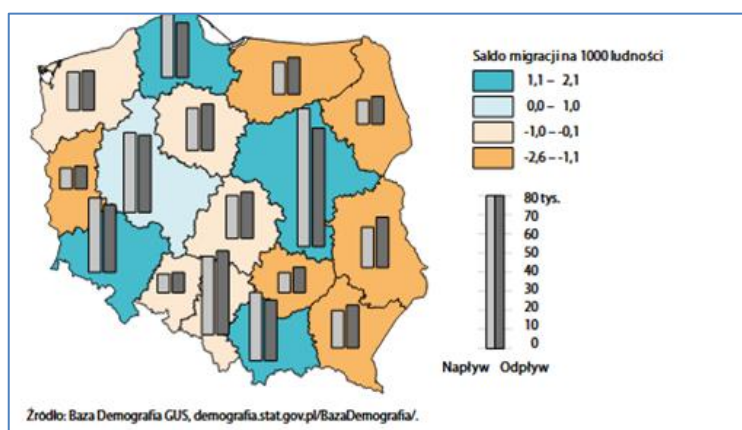 Saldo migracji na 1000 ludności
1,1 – 2,1
0,0 – 1,0
-1,0 – -0,1
-2,6 – -1,1
80 tys.
70
60
50
40
30
20
10
0
Napływ Odpływ
Źródło: Baza Demografia GUS, demografia.stat.gov.pl/BazaDemografia/.